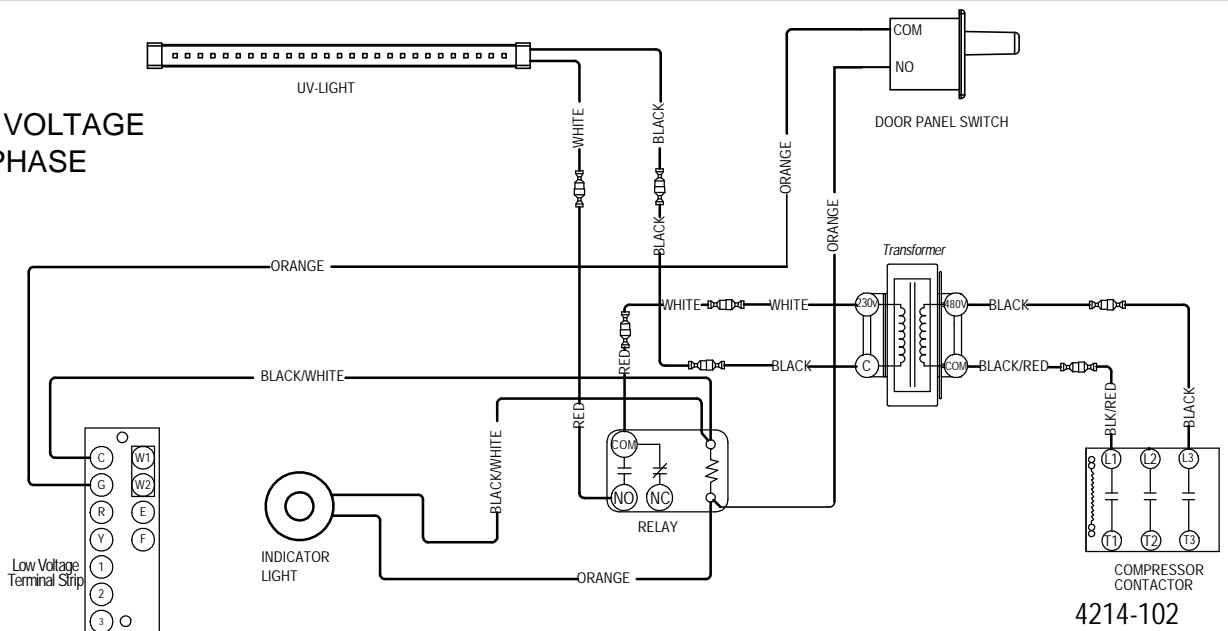 COM
NO
DOOR PANEL SWITCH
UV-LIGHT
VOLTAGE
PHASE
WHITE
BLACK
ORANGE
BLACK
ORANGE
Transformer
ORANGE
WHITE
WHITE
230v
480V
BLACK
RED
BLACK
C
COM
BLACK/RED
BLACK/WHITE
BLK/RED
BLACK
RED
BLACK/WHITE
COM
NO
NC
RELAY
L1
L2
L3
T1
T2
T3
COMPRESSOR
CONTACTOR
4214-102
C
W1
G
W2
R
E
Y
F
1
2
3
Low Voltage
Terminal Strip
INDICATOR
LIGHT
ORANGE